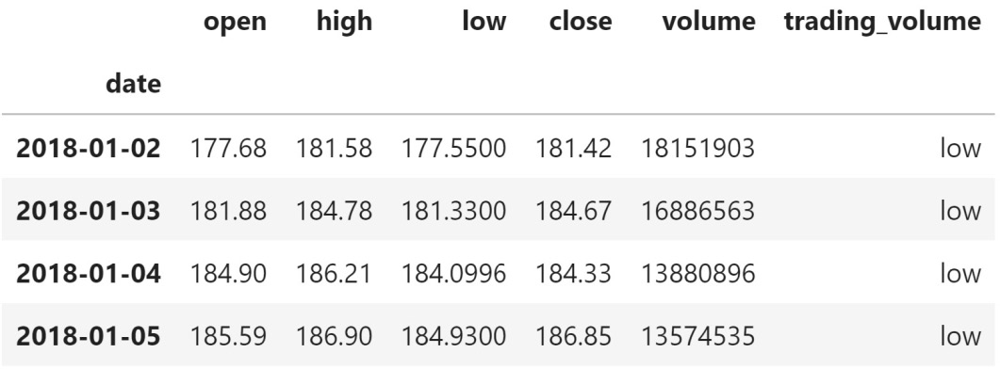 open high low close volume trading_volume
date
2018-01-02 177.68 181.58 177.5500 181.42 18151903 low
2018-01-03 181.88 184.78 181.3300 184.67 16886563 low
2018-01-04 184.90 186.21 184.0996 184.33 13880896 low
2018-01-05 185.59 186.90 184.9300 186.85 13574535 low